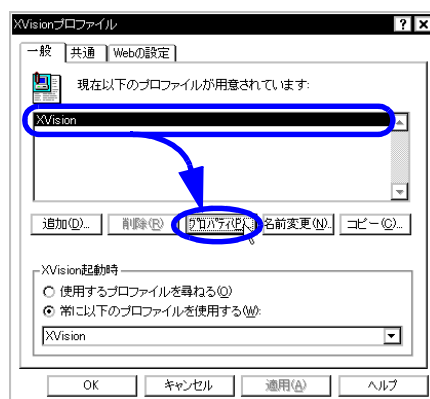 XVisionプロファイル
一般 共通 Webの設定
現在以下のプロファイルが用意されています:
XVision
追加(D)... 削除(R) プロパティ(P)... 名前変更(N)... コピー(C)...
XVision起動時
使用するプロファイルを尋ねる(O)
常に以下のプロファイルを使用する(W):
XVision
OK キャンセル 適用(A) ヘルプ